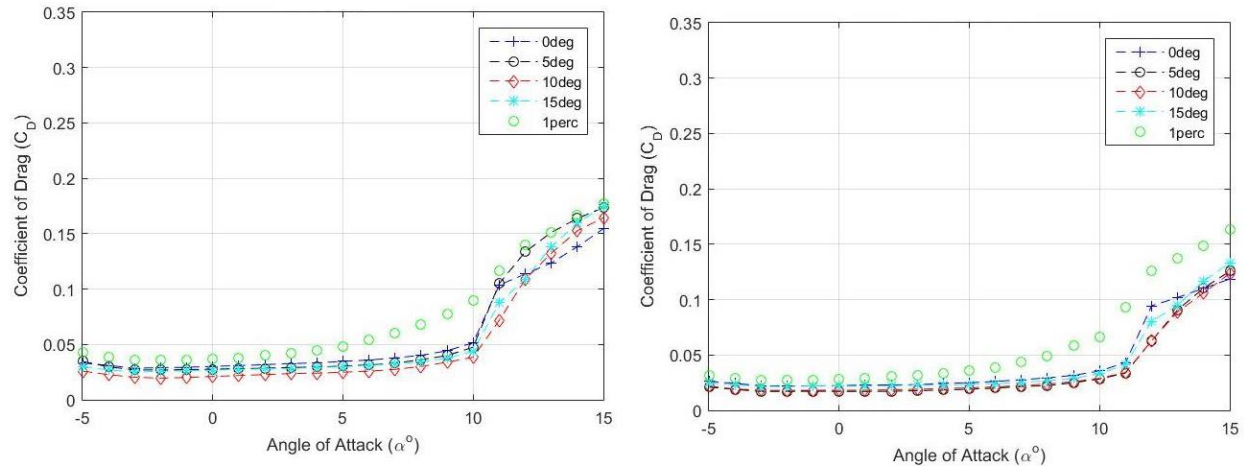 0.35
0.3
0.25
0.2
0.15
0.1
0.05
0
Coefficient of Drag (C_D)
0deg
5deg
10deg
15deg
1perc
-5 0 5 10 15
Angle of Attack (α°)
0.35
0.3
0.25
0.2
0.15
0.1
0.05
0
Coefficient of Drag (C_D)
0deg
5deg
10deg
15deg
1perc
-5 0 5 10 15
Angle of Attack (α°)